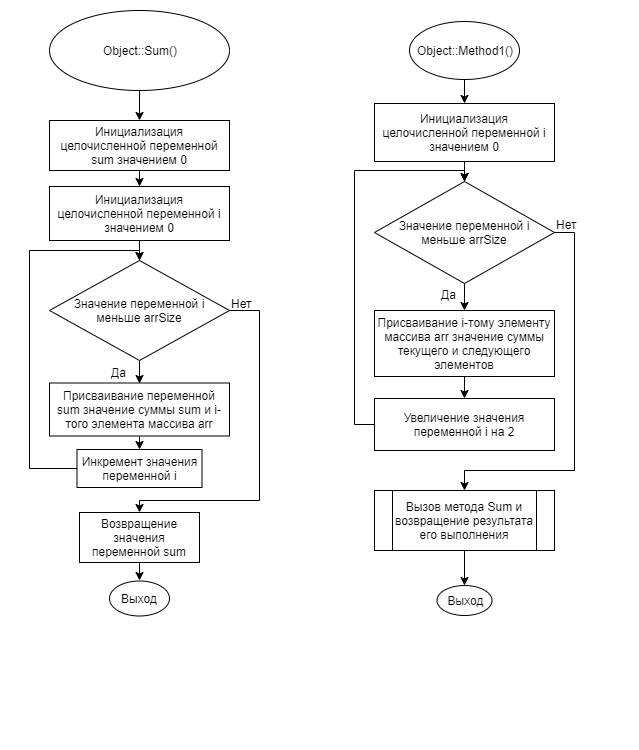 Object::Sum()
Инициализация
целочисленной переменной
sum значением 0
Инициализация
целочисленной переменной i
значением 0
Значение переменной i
меньше arrSize
Нет
Да
Присваивание переменной
sum значение суммы sum и i-
того элемента массива arr
Инкремент значения
переменной i
Возвращение
значения
переменной sum
Выход
Object::Method1()
Инициализация
целочисленной переменной i
значением 0
Значение переменной i
меньше arrSize
Нет
Да
Присваивание i-тому элементу
массива arr значение суммы
текущего и следующего
элементов
Увеличение значения
переменной i на 2
Вызов метода Sum и
возвращение результата
его выполнения
Выход